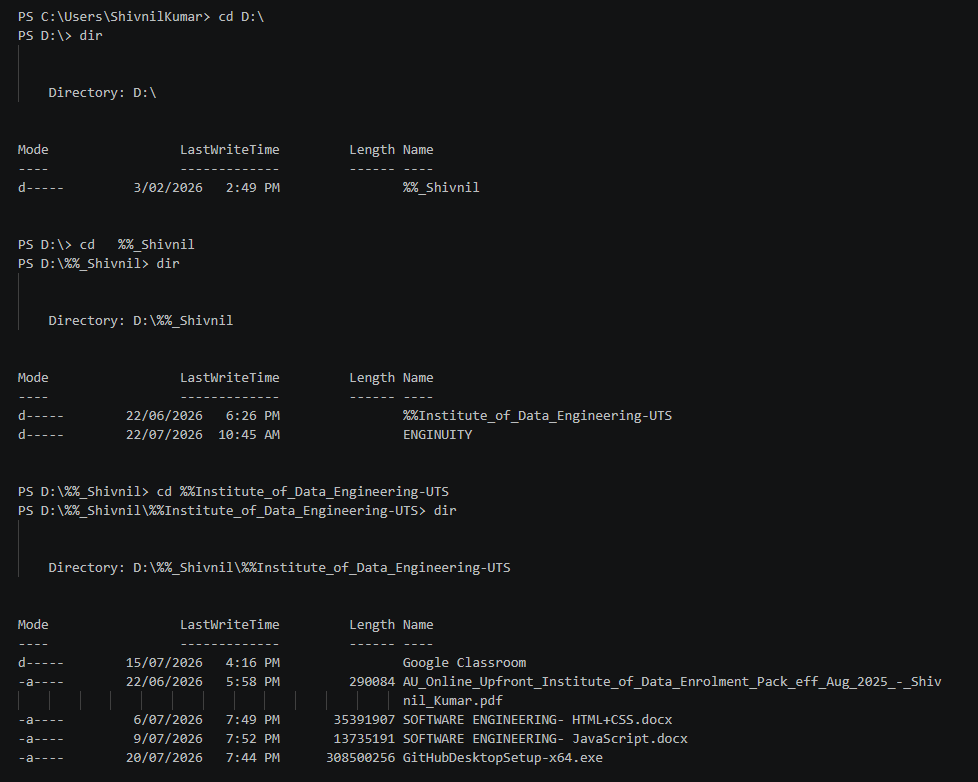 PS C:\Users\ShivnilKumar> cd D:\
PS D:\> dir
Directory: D:\
Mode LastWriteTime Length Name
---- ------------- ------ ----
d----- 3/02/2026 2:49 PM %%_Shivnil
PS D:\> cd %%_Shivnil
PS D:\%%_Shivnil> dir
Directory: D:\%%_Shivnil
Mode LastWriteTime Length Name
---- ------------- ------ ----
d----- 22/06/2026 6:26 PM %%Institute_of_Data_Engineering-UTS
d----- 22/07/2026 10:45 AM ENGINUITY
PS D:\%%_Shivnil> cd %%Institute_of_Data_Engineering-UTS
PS D:\%%_Shivnil\%%Institute_of_Data_Engineering-UTS> dir
Directory: D:\%%_Shivnil\%%Institute_of_Data_Engineering-UTS
Mode LastWriteTime Length Name
---- ------------- ------ ----
d----- 15/07/2026 4:16 PM Google Classroom
-a---- 22/06/2026 5:58 PM 290084 AU_Online_Upfront_Institute_of_Data_Enrolment_Pack_eff_Aug_2025_-_Shiv
nil_Kumar.pdf
-a---- 6/07/2026 7:49 PM 35391907 SOFTWARE ENGINEERING- HTML+CSS.docx
-a---- 9/07/2026 7:52 PM 13735191 SOFTWARE ENGINEERING- JavaScript.docx
-a---- 20/07/2026 7:44 PM 308500256 GitHubDesktopSetup-x64.exe